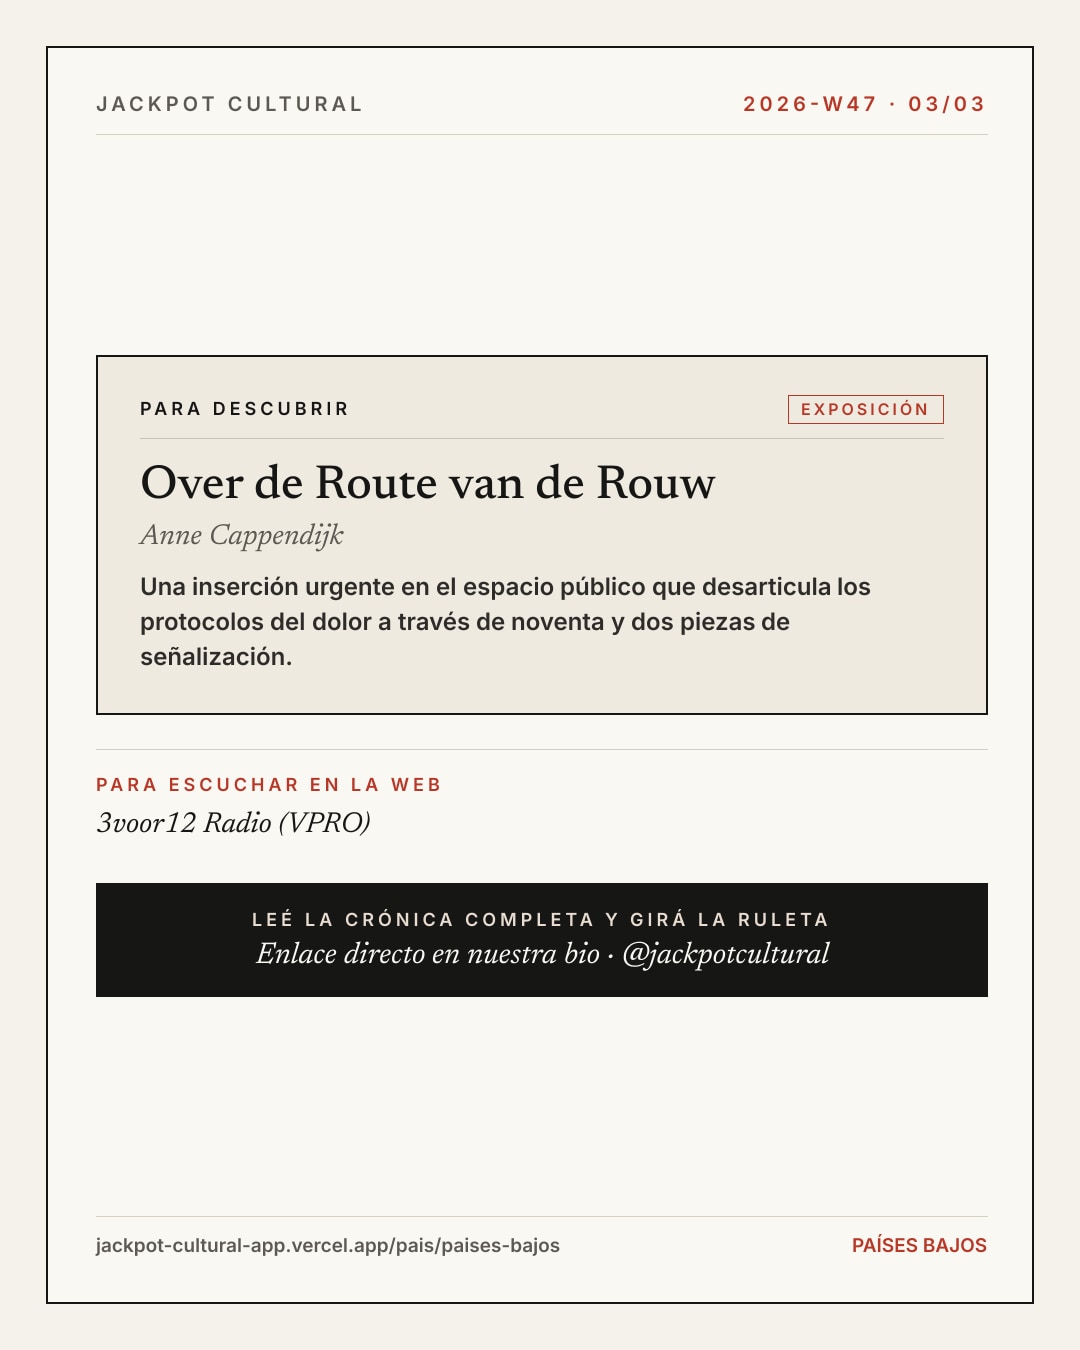 JACKPOT CULTURAL
2026-W47 · 03/03
PARA DESCUBRIR
EXPOSICIÓN
Over de Route van de Rouw
Anne Cappendijk
Una inserción urgente en el espacio público que desarticula los
protocolos del dolor a través de noventa y dos piezas de
señalización.
PARA ESCUCHAR EN LA WEB
3voor12 Radio (VPRO)
LEÉ LA CRÓNICA COMPLETA Y GIRÁ LA RULETA
Enlace directo en nuestra bio · @jackpotcultural
jackpot-cultural-app.vercel.app/pais/paises-bajos
PAÍSES BAJOS